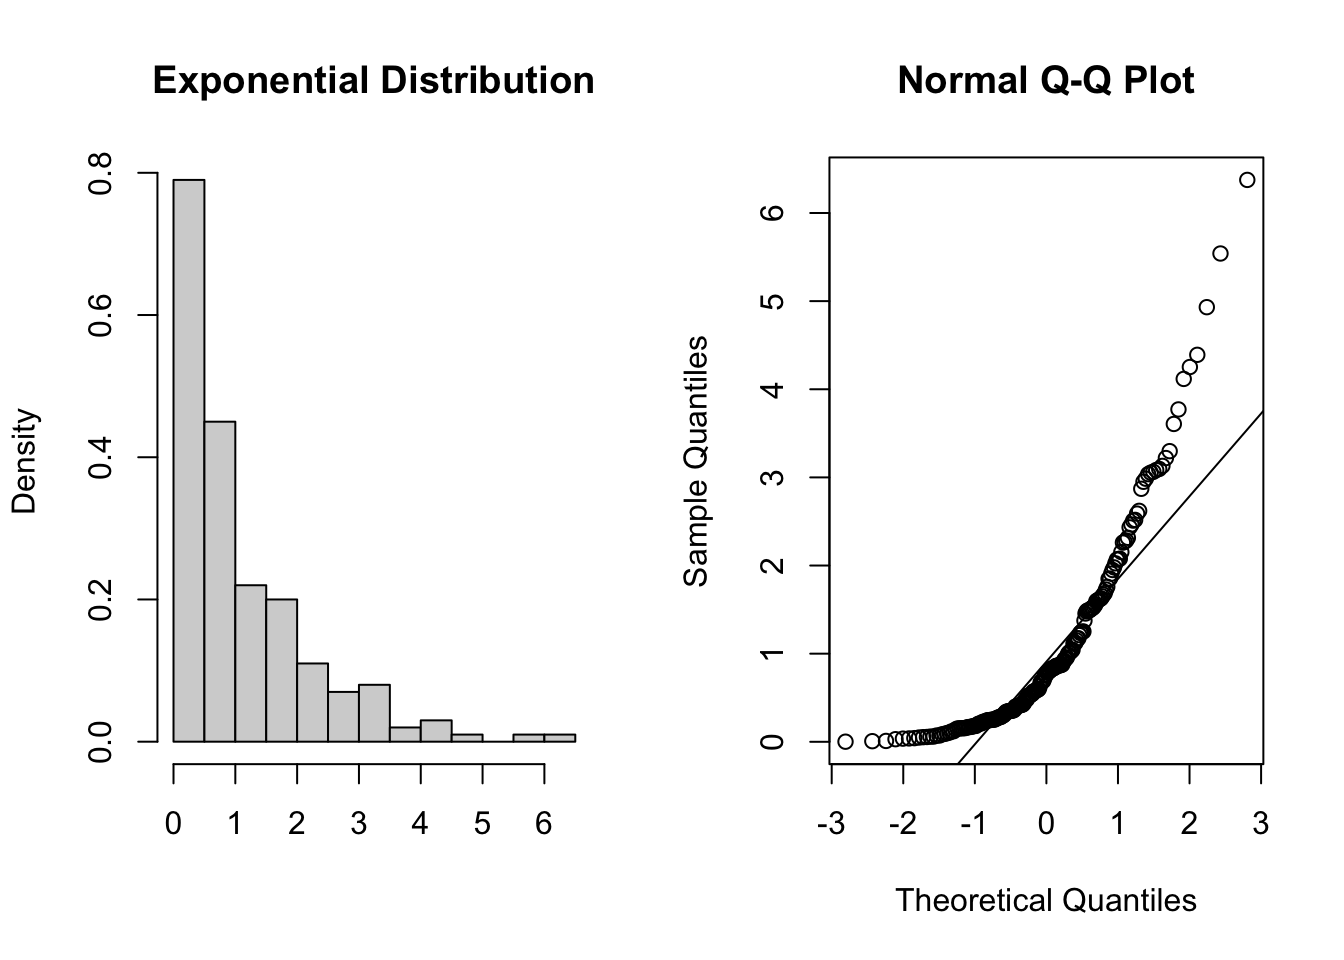 Exponential Distribution
Density
0.0 0.2 0.4 0.6 0.8
0 1 2 3 4 5 6
Normal Q-Q Plot
Sample Quantiles
0 1 2 3 4 5 6
-3 -2 -1 0 1 2 3
Theoretical Quantiles